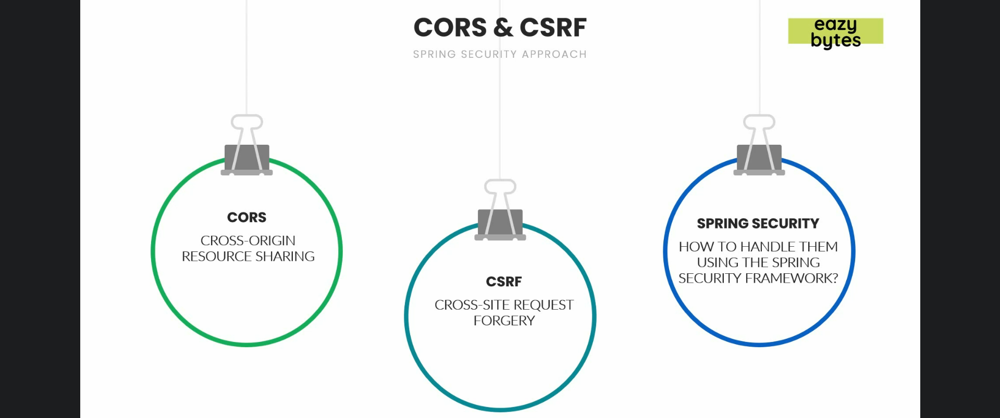 CORS & CSRF
SPRING SECURITY APPROACH
eazy
bytes
CORS
CROSS-ORIGIN
RESOURCE SHARING
CSRF
CROSS-SITE REQUEST
FORGERY
SPRING SECURITY
HOW TO HANDLE THEM
USING THE SPRING
SECURITY FRAMEWORK?